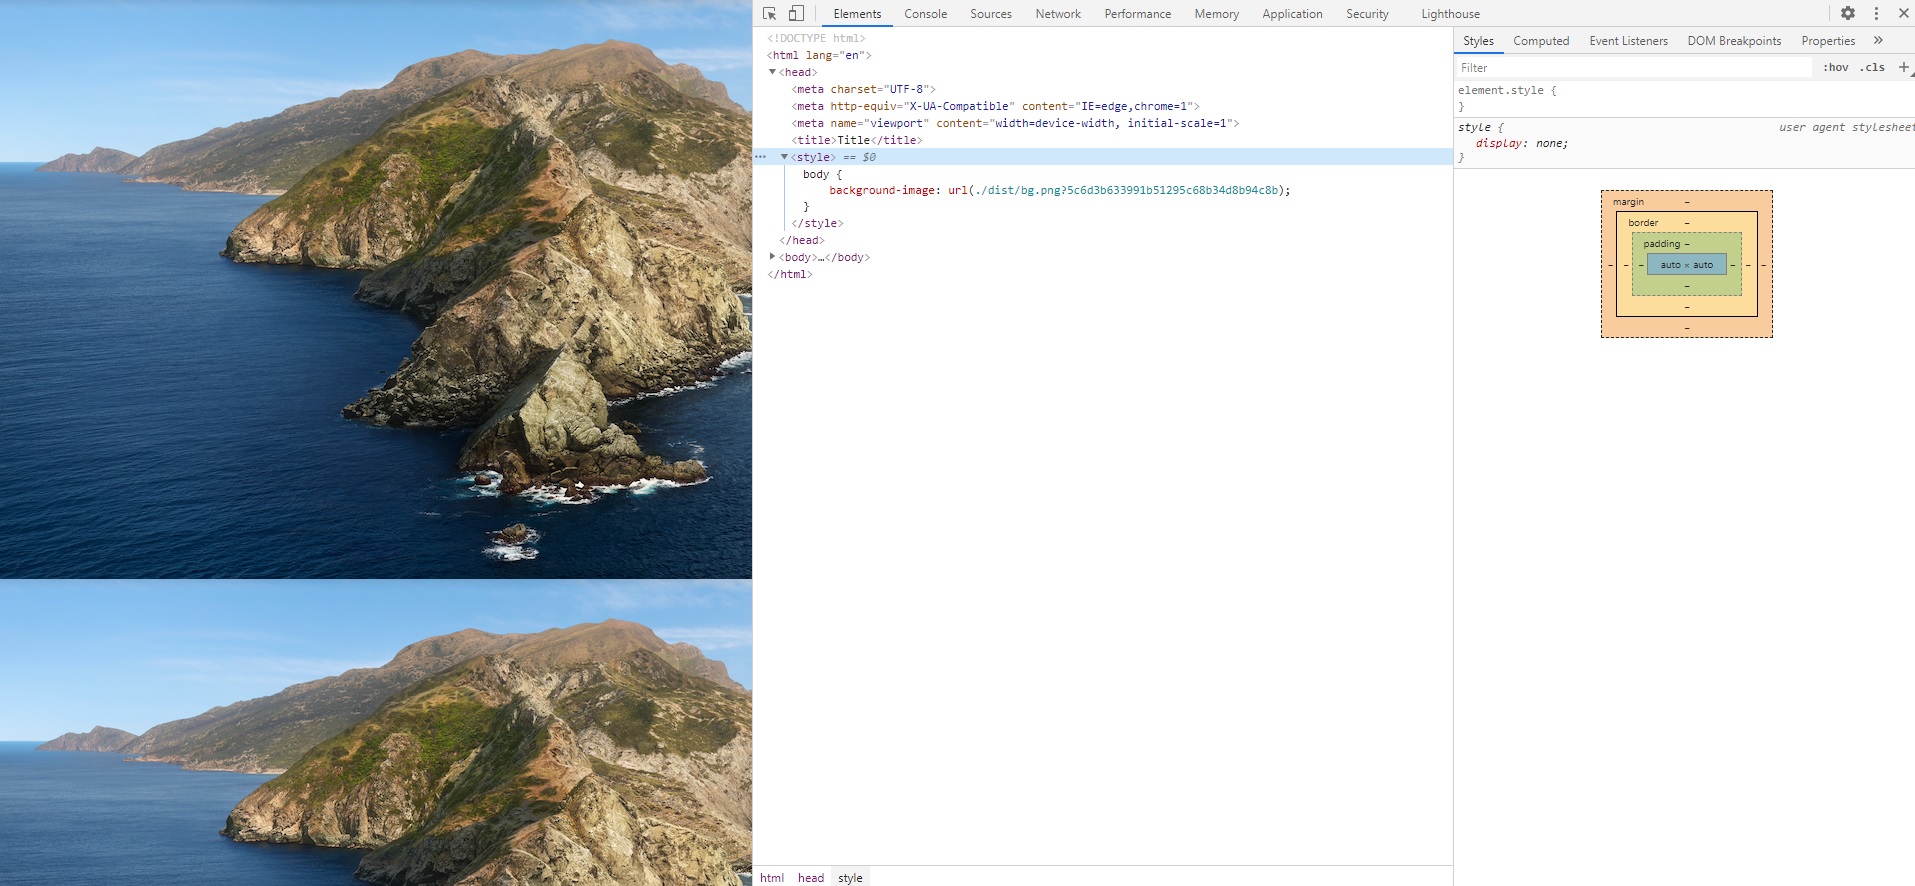 Elements Console Sources Network Performance Memory Application Security Lighthouse
<!DOCTYPE html>
<html lang="en">
<head>
<meta charset="UTF-8">
<meta http-equiv="X-UA-Compatible" content="IE=edge,chrome=1">
<meta name="viewport" content="width=device-width, initial-scale=1">
<title>Title</title>
<style> == $0
body {
background-image: url(./dist/bg.png?5c6d3b633991b51295c68b34d8b94c8b);
}
</style>
</head>
<body>…</body>
</html>
html head style
Styles Computed Event Listeners DOM Breakpoints Properties »
Filter :hov .cls +
element.style {
}
style { user agent stylesheet
display: none;
}
margin –
border –
padding –
– – – auto × auto – – –
–
–
–